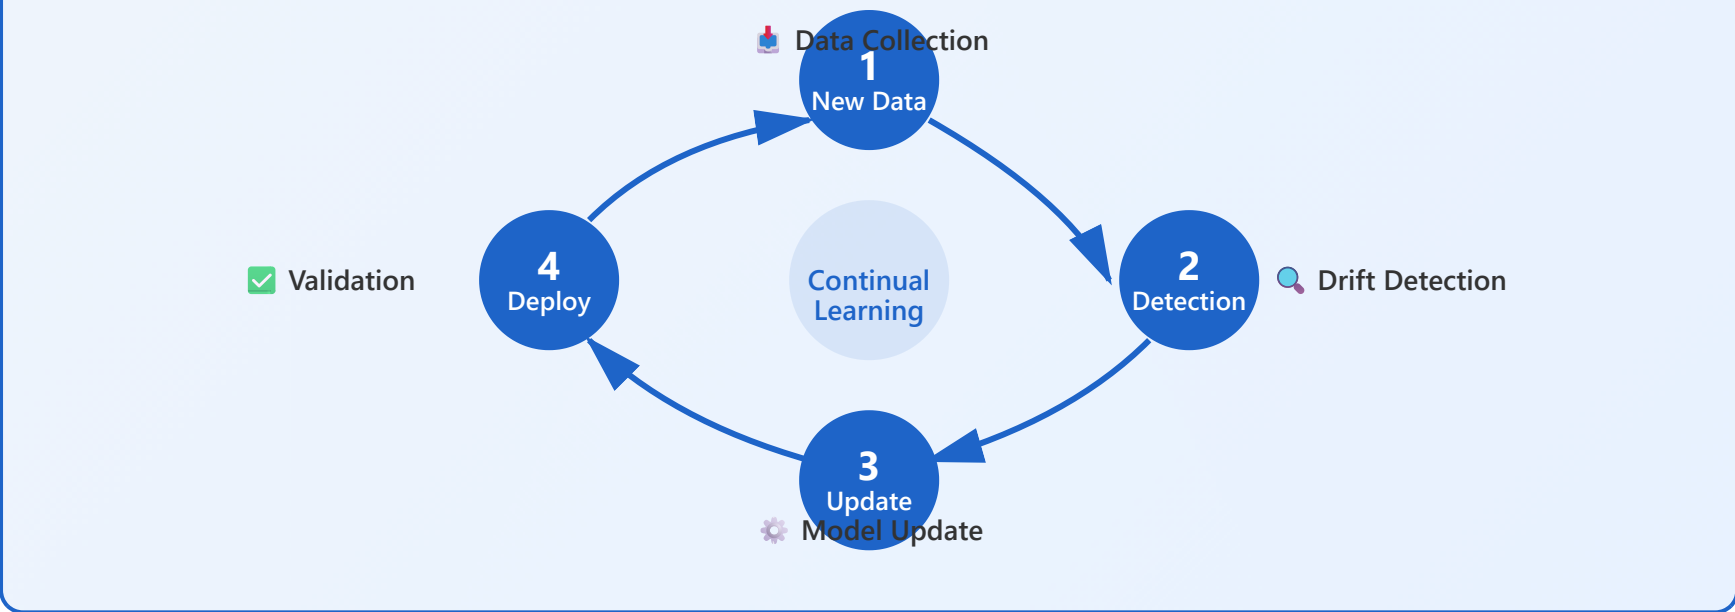 Data Collection
1
New Data
4
Deploy
Validation
Continual
Learning
2
Detection
Drift Detection
3
Update
Model Update